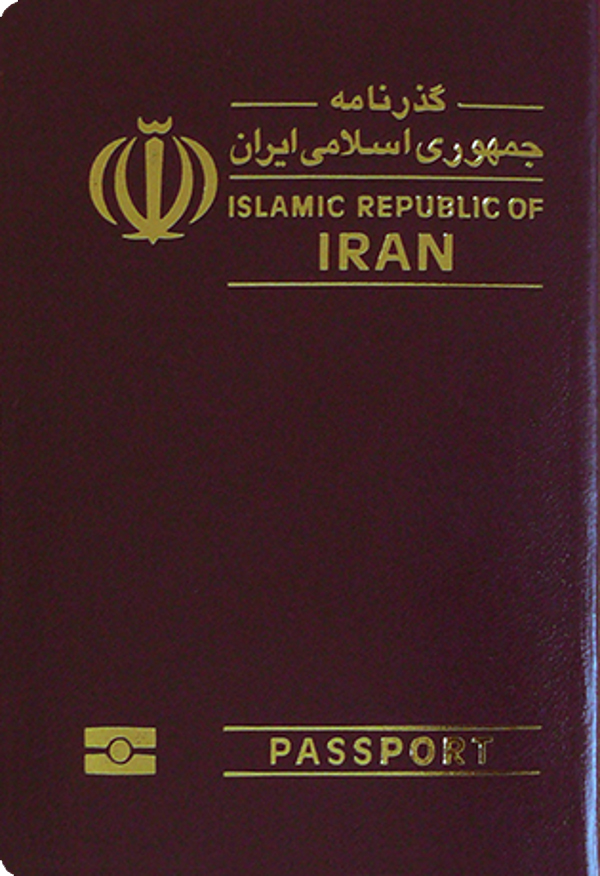 گذرنامه
جمهوری اسلامی ایران
ISLAMIC REPUBLIC OF
IRAN
PASSPORT